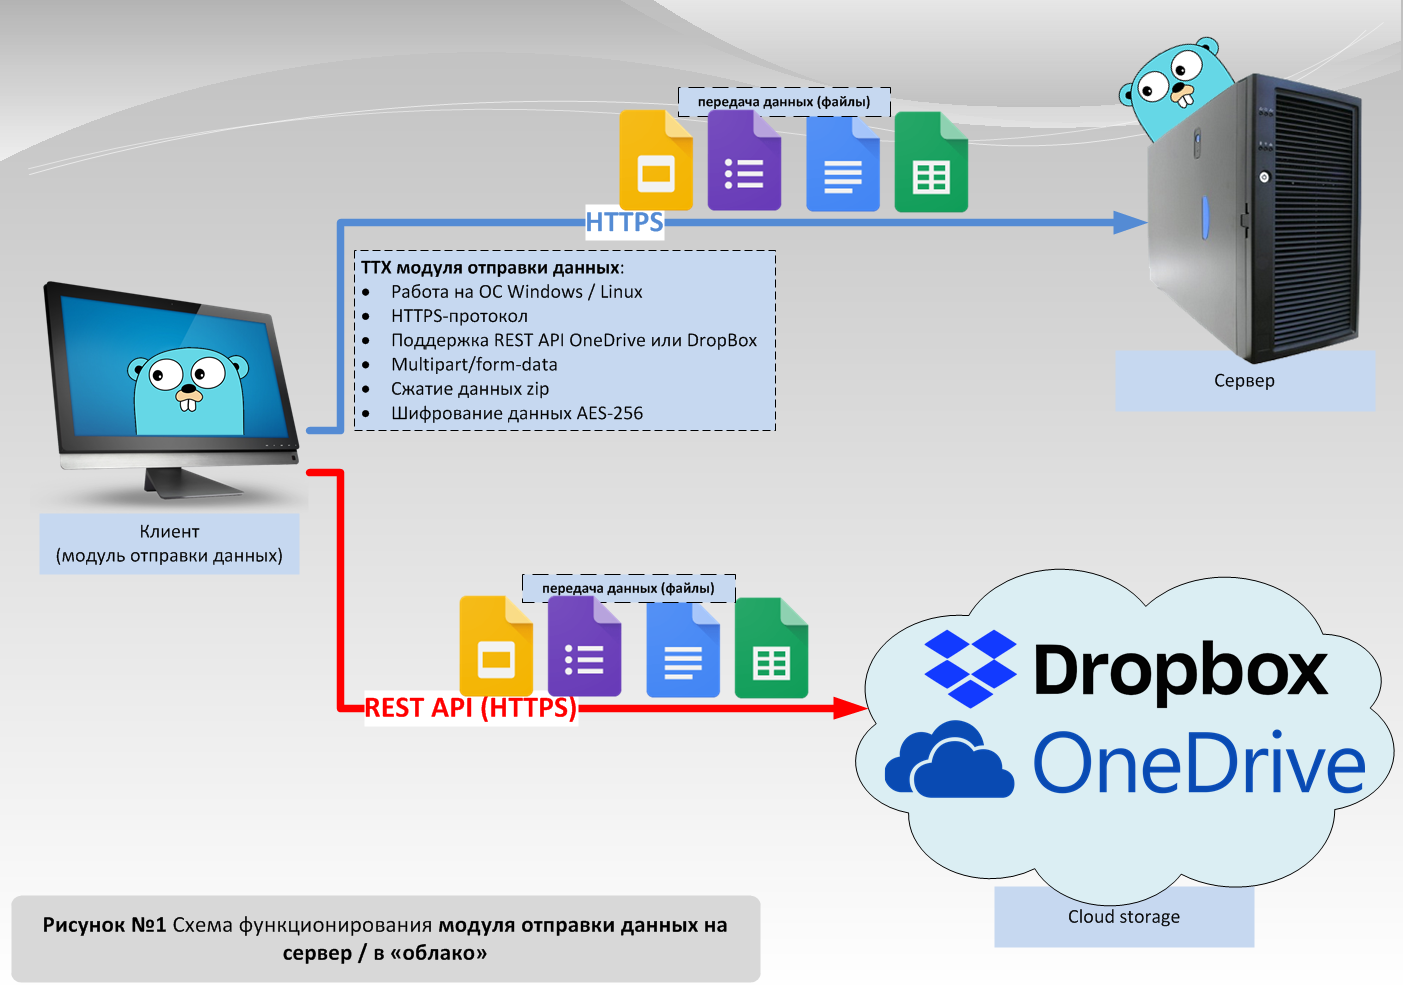 передача данных (файлы)
HTTPS
ТТХ модуля отправки данных:
• Работа на ОС Windows / Linux
• HTTPS-протокол
• Поддержка REST API OneDrive или DropBox
• Multipart/form-data
• Сжатие данных zip
• Шифрование данных AES-256
Сервер
Клиент
(модуль отправки данных)
передача данных (файлы)
REST API (HTTPS)
Dropbox
OneDrive
Cloud storage
Рисунок №1 Схема функционирования модуля отправки данных на
сервер / в «облако»